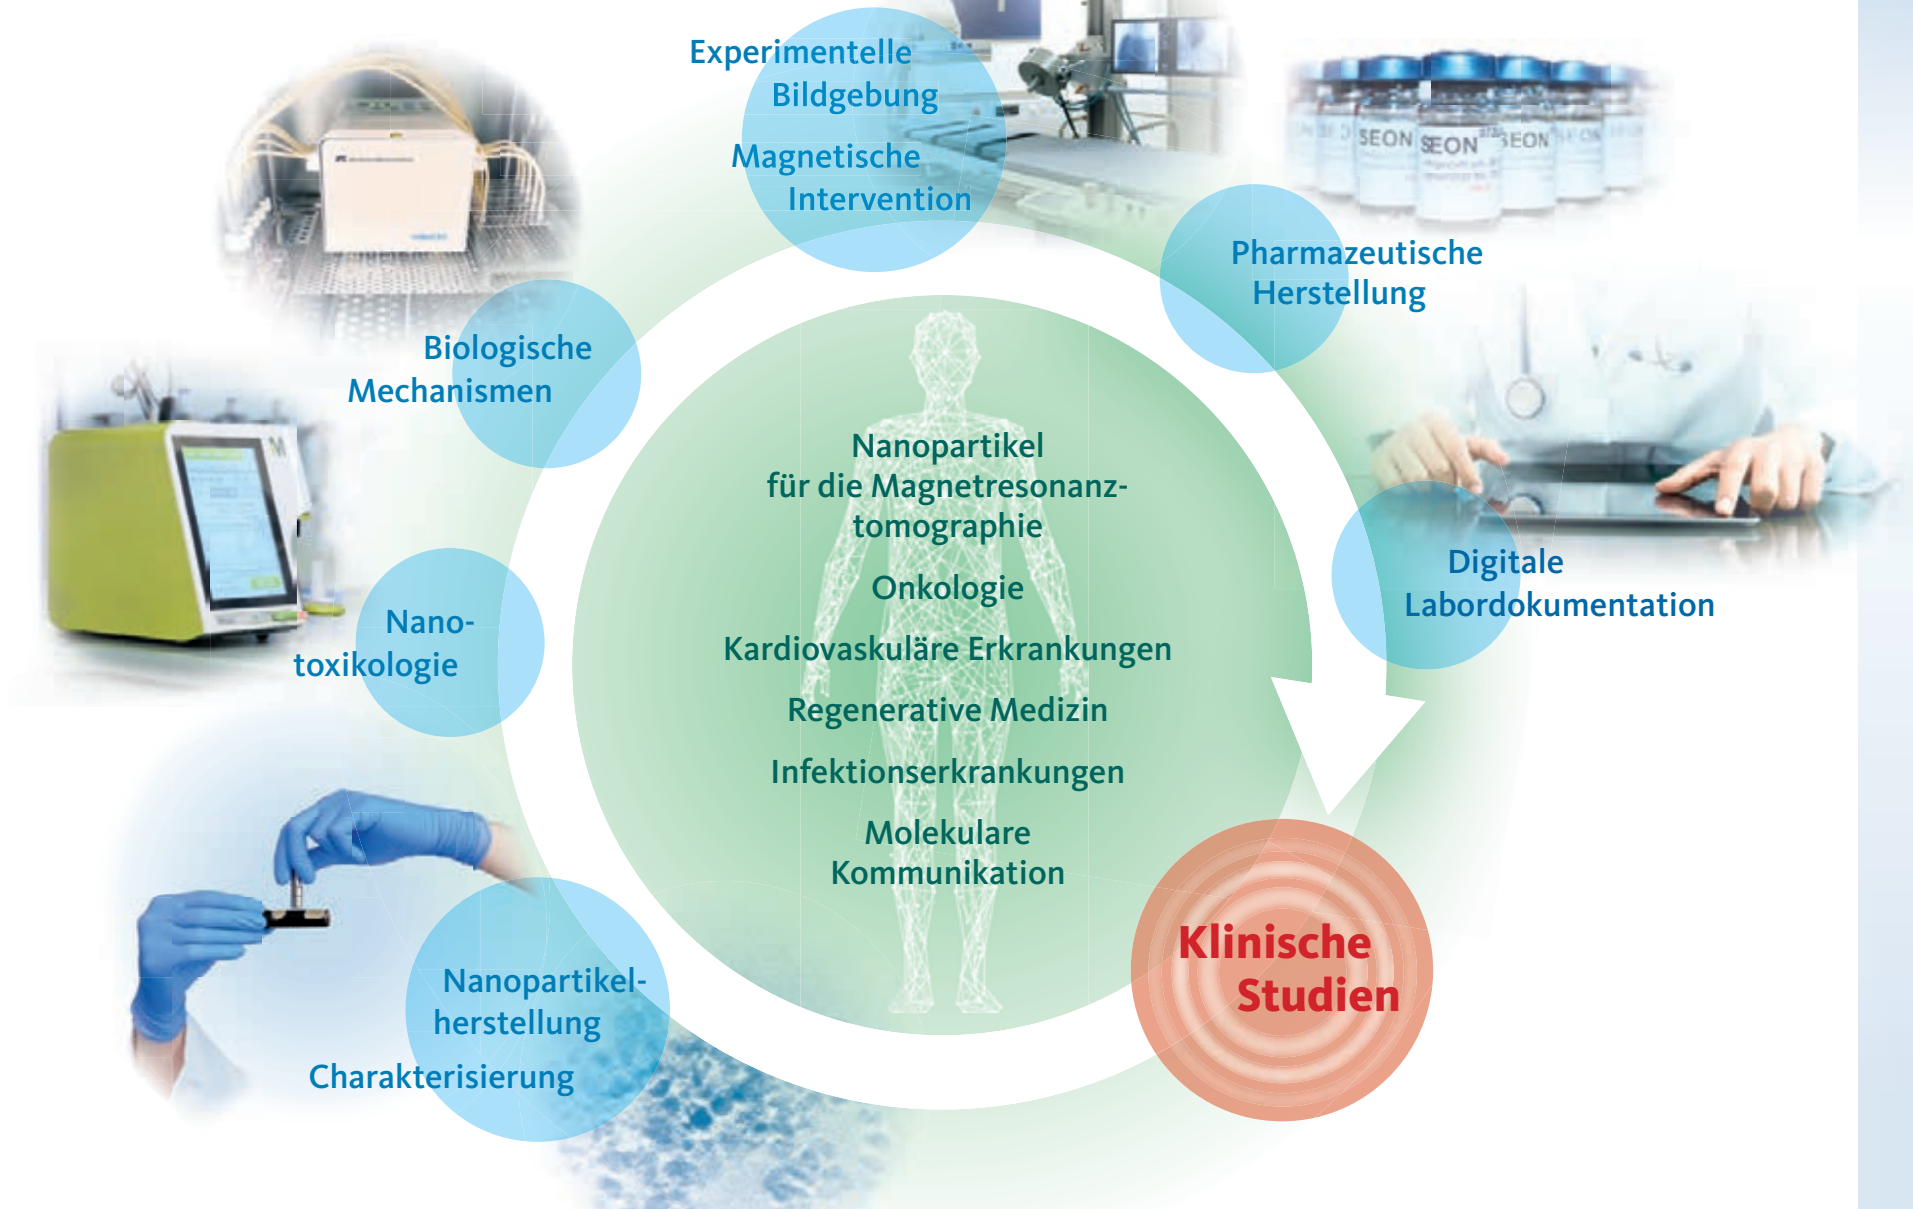 Experimentelle
Bildgebung
Magnetische
Intervention
SEON
SEON
SEON
Pharmazeutische
Herstellung
Biologische
Mechanismen
Nanopartikel
für die Magnetresonanz-
tomographie
Onkologie
Kardiovaskuläre Erkrankungen
Regenerative Medizin
Infektionserkrankungen
Molekulare
Kommunikation
Digitale
Labordokumentation
Nano-
toxikologie
Nanopartikel-
herstellung
Charakterisierung
Klinische
Studien